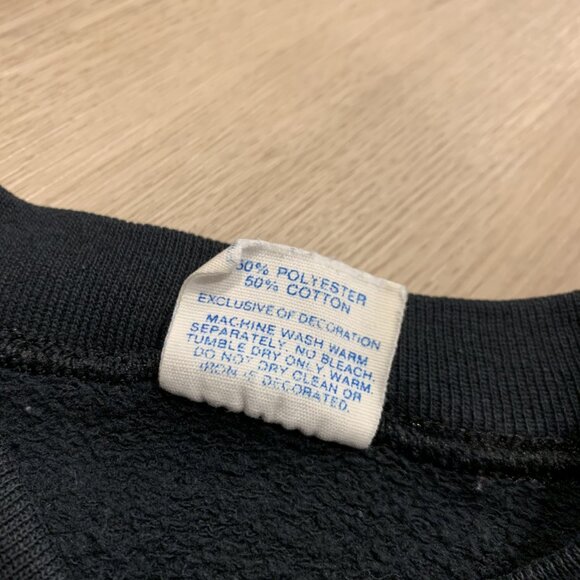 50% POLYESTER
50% COTTON
EXCLUSIVE OF DECORATION
MACHINE WASH WARM
SEPARATELY. NO BLEACH.
TUMBLE DRY ONLY. WARM.
DO NOT DRY CLEAN OR
IRON IF DECORATED.